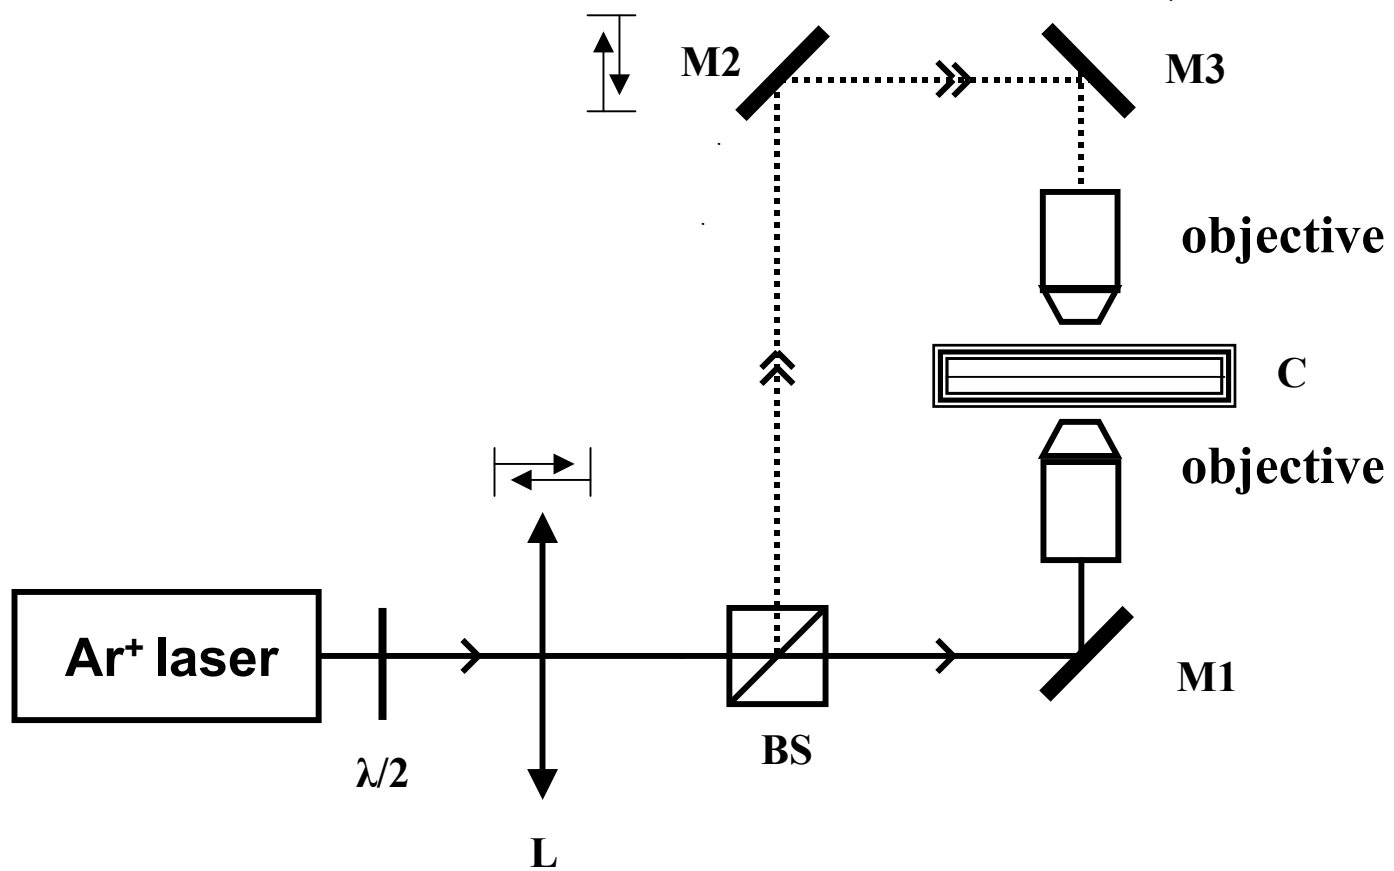 M2
M3
objective
C
objective
Ar⁺ laser
M1
λ/2
BS
L